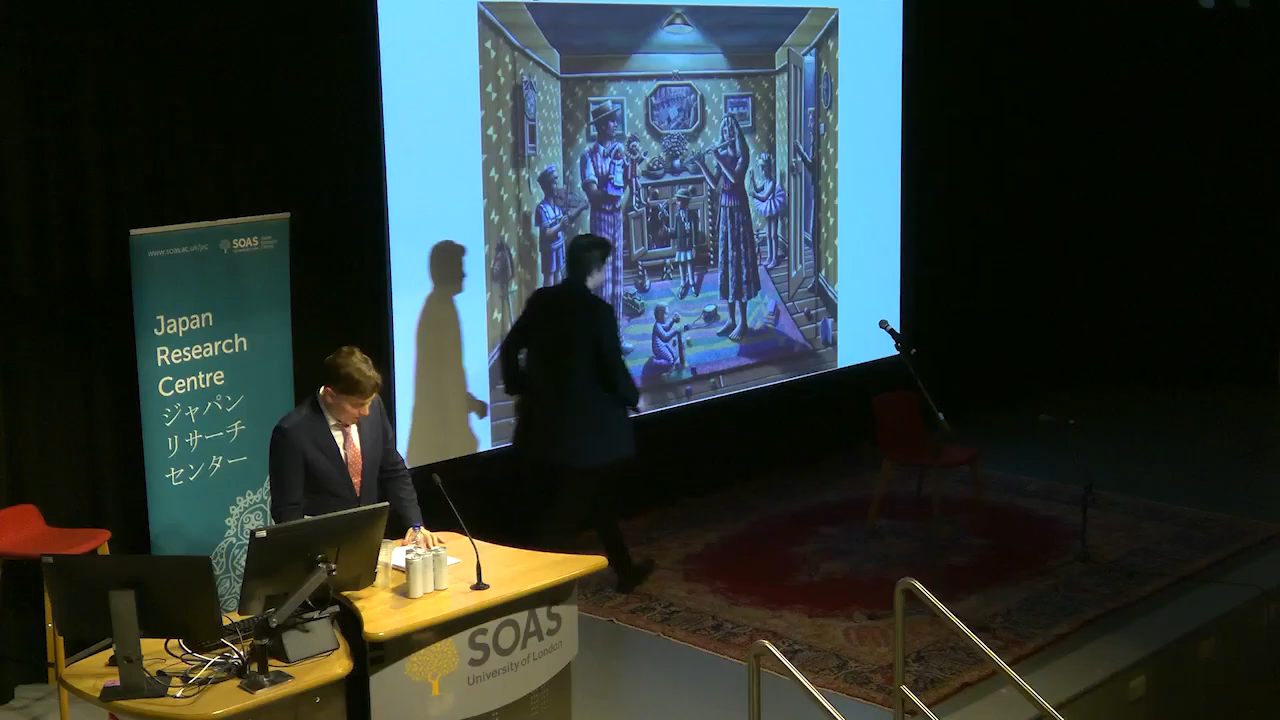 www.soas.ac.uk/jrc
SOAS
Japan
Research
Centre
ジャパン
リサーチ
センター
SOAS
University of London